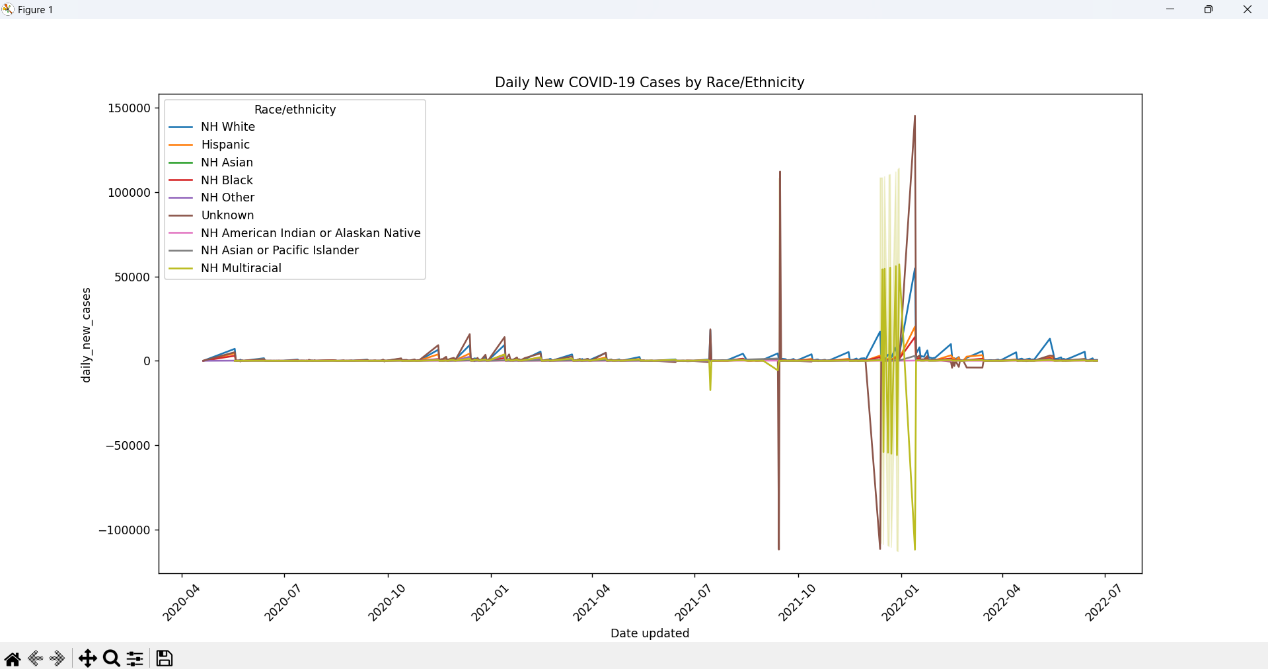 Figure 1
Daily New COVID-19 Cases by Race/Ethnicity
150000
100000
50000
0
−50000
−100000
daily_new_cases
Race/ethnicity
NH White
Hispanic
NH Asian
NH Black
NH Other
Unknown
NH American Indian or Alaskan Native
NH Asian or Pacific Islander
NH Multiracial
2020-04
2020-07
2020-10
2021-01
2021-04
2021-07
2021-10
2022-01
2022-04
2022-07
Date updated